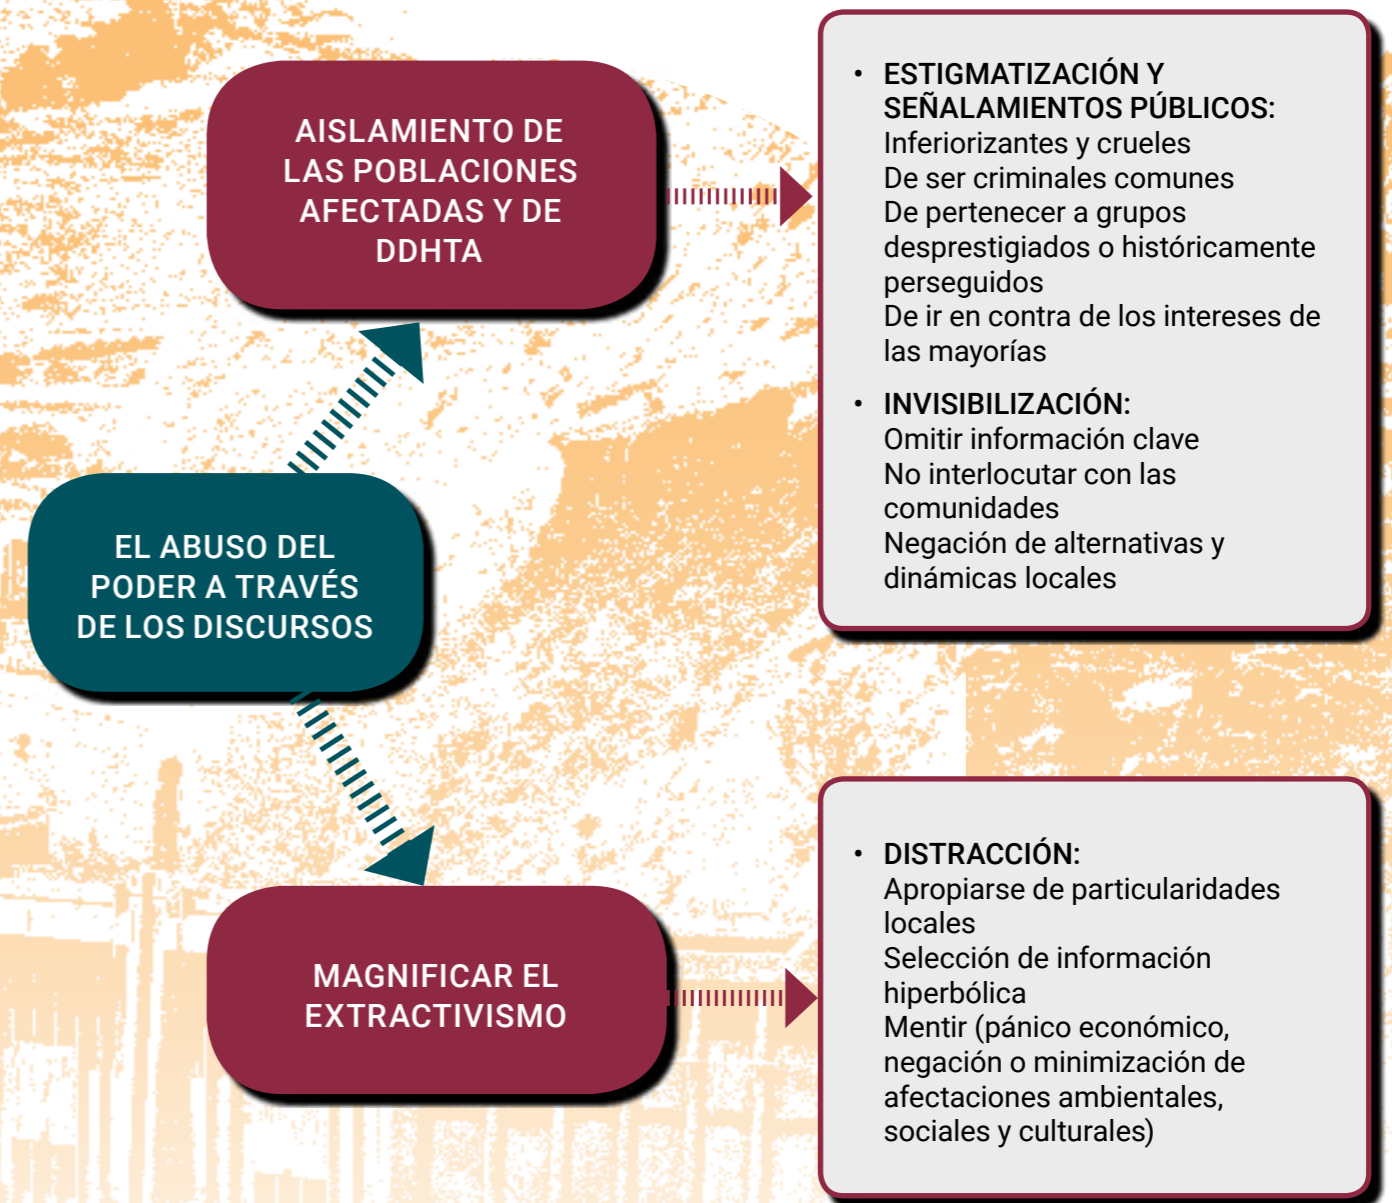 AISLAMIENTO DE
LAS POBLACIONES
AFECTADAS Y DE
DDHTA
• ESTIGMATIZACIÓN Y
SEÑALAMIENTOS PÚBLICOS:
Inferiorizantes y crueles
De ser criminales comunes
De pertenecer a grupos
desprestigiados o históricamente
perseguidos
De ir en contra de los intereses de
las mayorías
• INVISIBILIZACIÓN:
Omitir información clave
No interlocutar con las
comunidades
Negación de alternativas y
dinámicas locales
EL ABUSO DEL
PODER A TRAVÉS
DE LOS DISCURSOS
MAGNIFICAR EL
EXTRACTIVISMO
• DISTRACCIÓN:
Apropiarse de particularidades
locales
Selección de información
hiperbólica
Mentir (pánico económico,
negación o minimización de
afectaciones ambientales,
sociales y culturales)